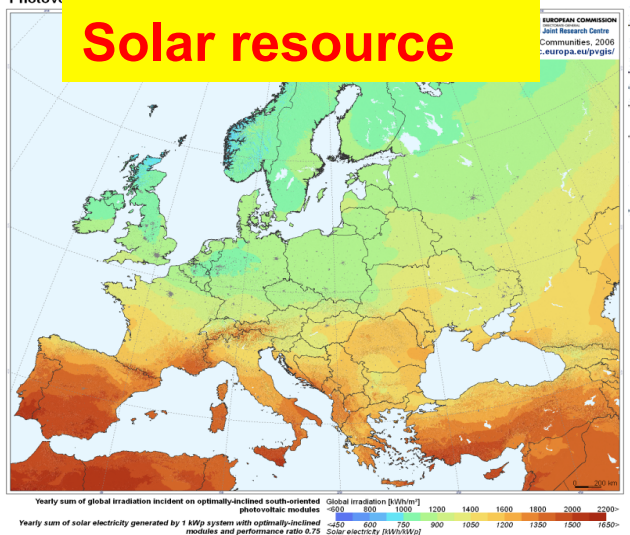 Solar resource
EUROPEAN COMMISSION
Joint Research Centre
Communities, 2006
.europa.eu/pvgis/
200 km
Yearly sum of global irradiation incident on optimally-inclined south-oriented
photovoltaic modules
Global irradiation [kWh/m²]
<600 800 1000 1200 1400 1600 1800 2000 2200>
Yearly sum of solar electricity generated by 1 kWp system with optimally-inclined
modules and performance ratio 0.75
<450 600 750 900 1050 1200 1350 1500 1650>
Solar electricity [kWh/kWp]